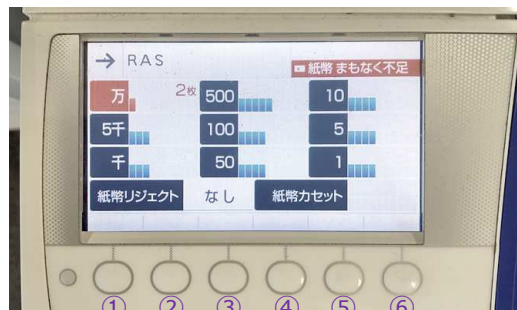 → RAS
紙幣 まもなく不足
万 2枚 500 10
5千 100 5
千 50 1
紙幣リジェクト なし 紙幣カセット
① ② ③ ④ ⑤ ⑥